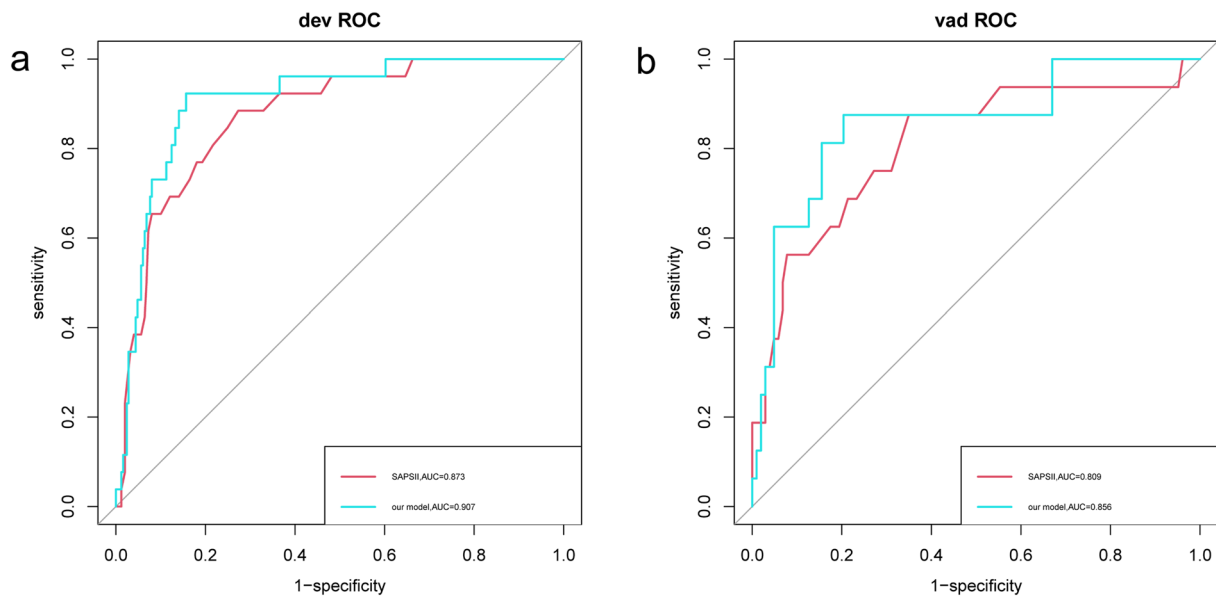 a
dev ROC
sensitivity
1.0
0.8
0.6
0.4
0.2
0.0
SAPSII,AUC=0.873
our model,AUC=0.907
0.0 0.2 0.4 0.6 0.8 1.0
1−specificity
b
vad ROC
sensitivity
1.0
0.8
0.6
0.4
0.2
0.0
SAPSII,AUC=0.809
our model,AUC=0.856
0.0 0.2 0.4 0.6 0.8 1.0
1−specificity